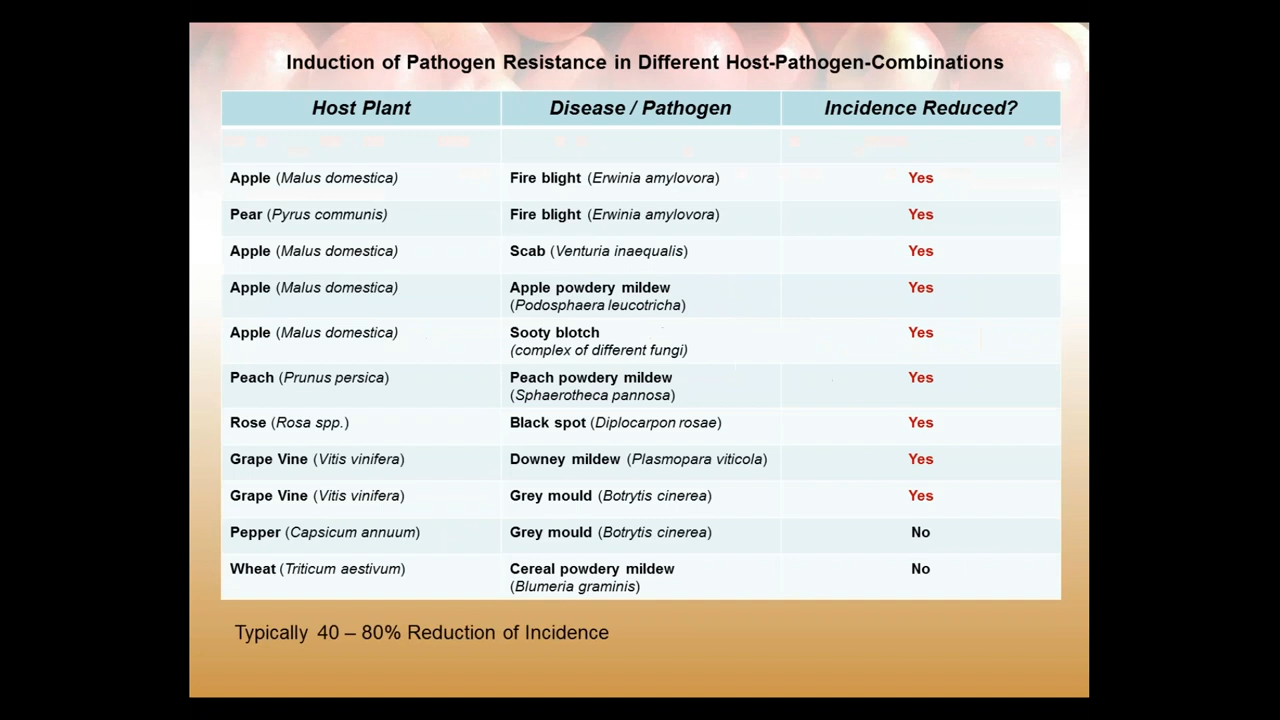 Induction of Pathogen Resistance in Different Host-Pathogen-Combinations
Host Plant Disease / Pathogen Incidence Reduced?
Apple (Malus domestica) Fire blight (Erwinia amylovora) Yes
Pear (Pyrus communis) Fire blight (Erwinia amylovora) Yes
Apple (Malus domestica) Scab (Venturia inaequalis) Yes
Apple (Malus domestica) Apple powdery mildew Yes
(Podosphaera leucotricha)
Apple (Malus domestica) Sooty blotch Yes
(complex of different fungi)
Peach (Prunus persica) Peach powdery mildew Yes
(Sphaerotheca pannosa)
Rose (Rosa spp.) Black spot (Diplocarpon rosae) Yes
Grape Vine (Vitis vinifera) Downey mildew (Plasmopara viticola) Yes
Grape Vine (Vitis vinifera) Grey mould (Botrytis cinerea) Yes
Pepper (Capsicum annuum) Grey mould (Botrytis cinerea) No
Wheat (Triticum aestivum) Cereal powdery mildew No
(Blumeria graminis)
Typically 40 – 80% Reduction of Incidence